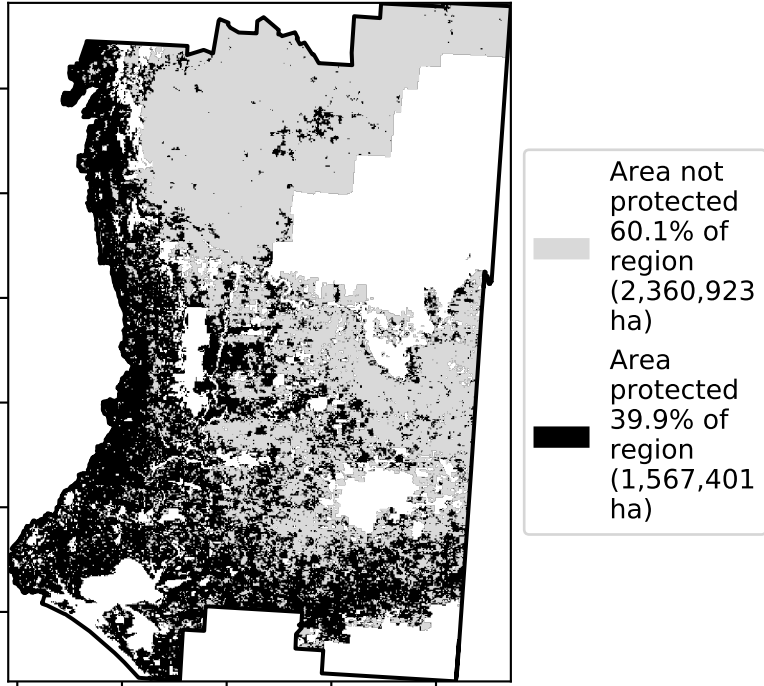 Area not
protected
60.1% of
region
(2,360,923
ha)
Area
protected
39.9% of
region
(1,567,401
ha)